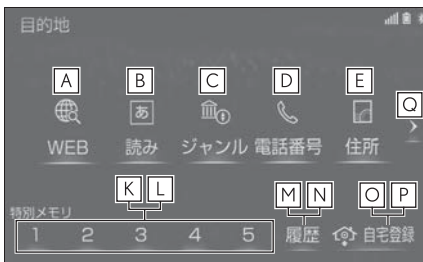 目的地
A B C D E
あ
WEB 読み ジャンル 電話番号 住所
Q
K L M N O P
特別メモリ
1 2 3 4 5 履歴 自宅登録